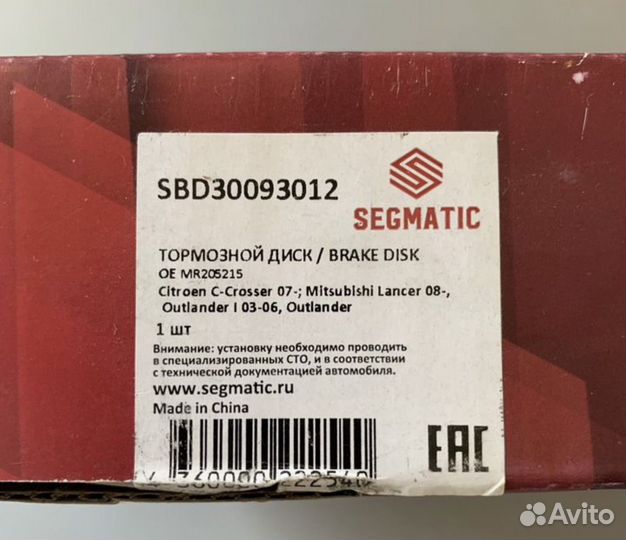 SBD30093012
SEGMATIC
ТОРМОЗНОЙ ДИСК / BRAKE DISK
OE MR205215
Citroen C-Crosser 07-; Mitsubishi Lancer 08-,
Outlander I 03-06, Outlander
1 шт
Внимание: установку необходимо проводить
в специализированных СТО, и в соответствии
с технической документацией автомобиля.
www.segmatic.ru
Made in China
EAC
Avito